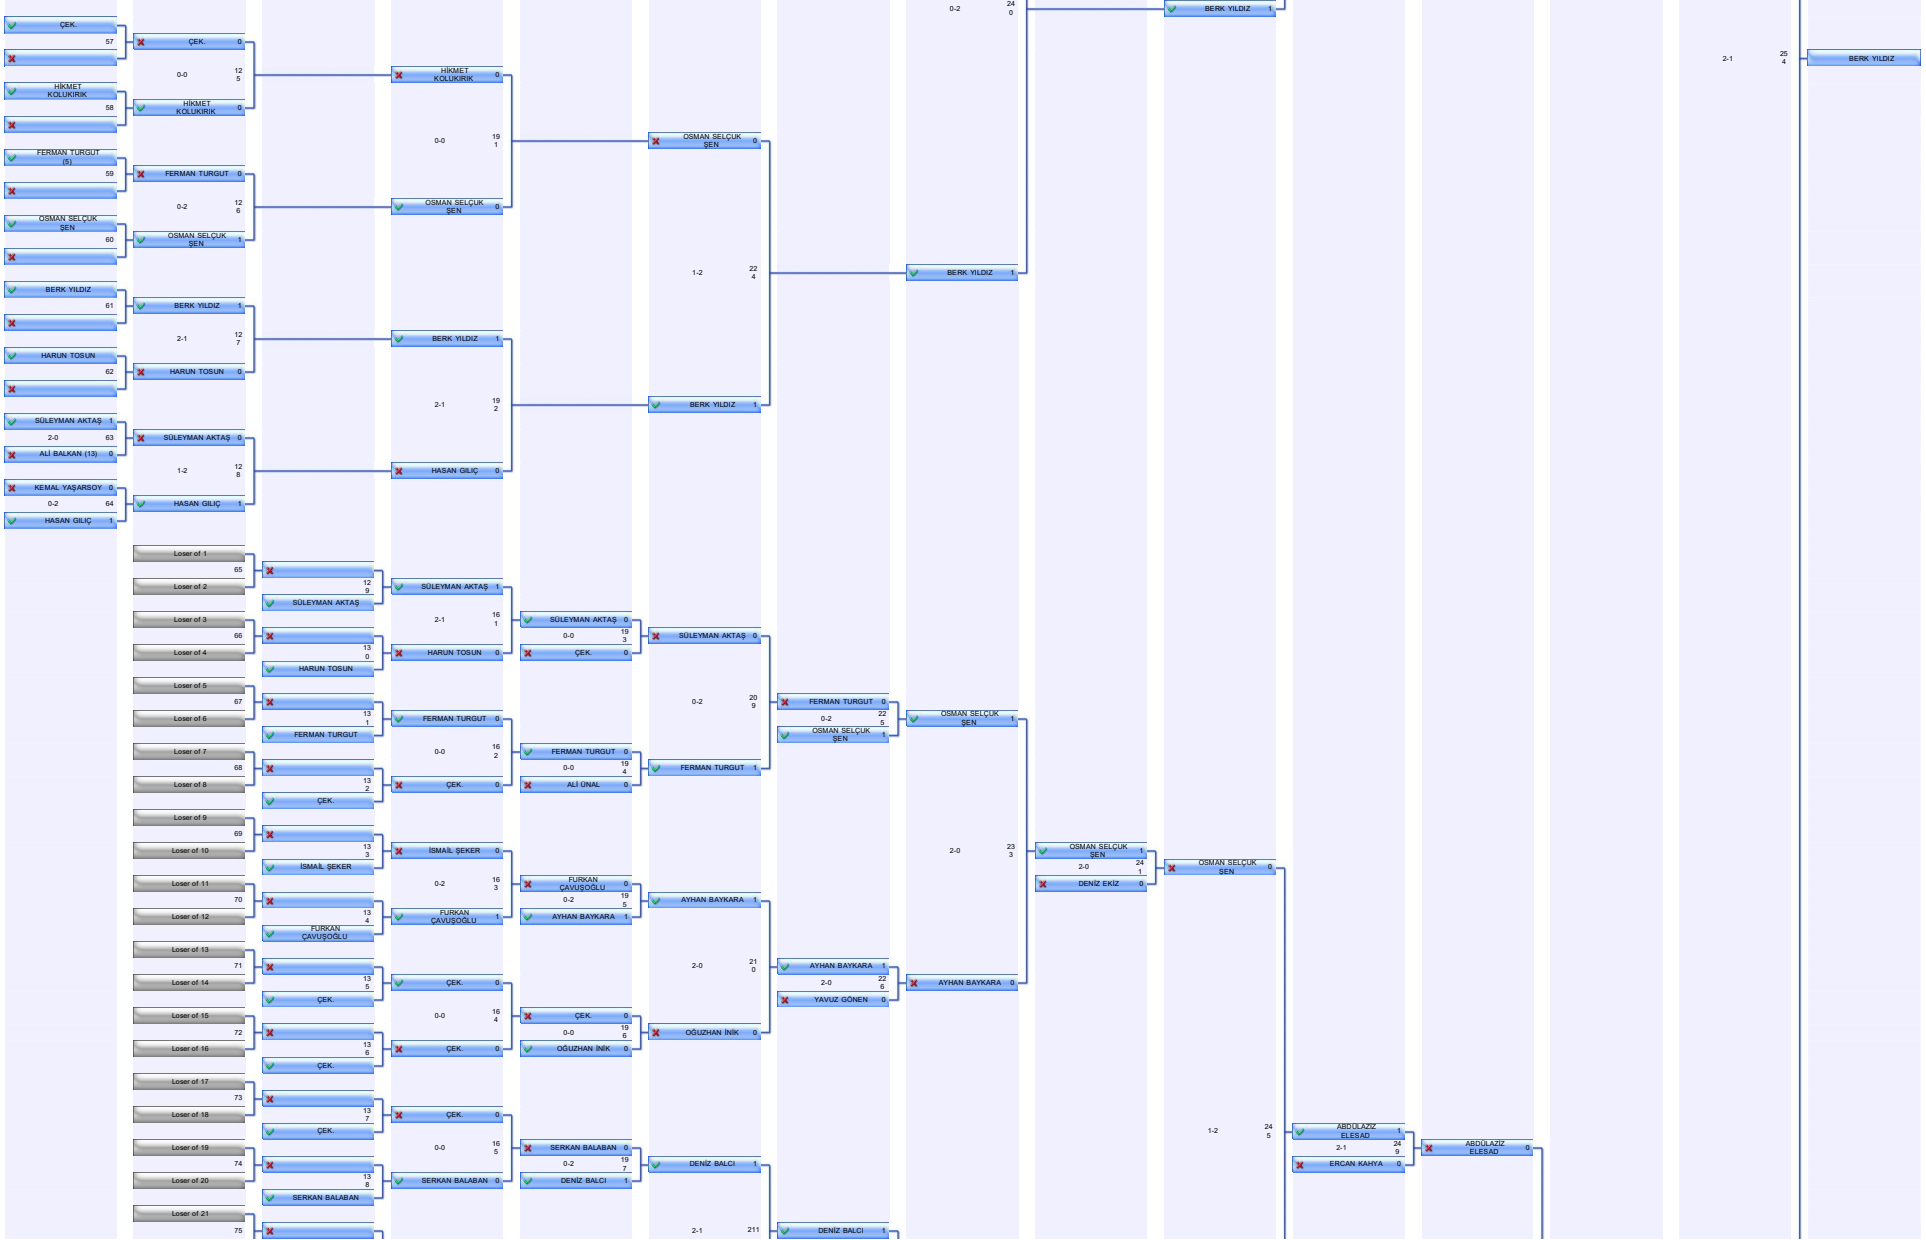 0-2
24
0
BERK YILDIZ 1
ÇEK.
57
ÇEK. 0
0-0
12
5
HİKMET
KOLUKIRIK
58
HİKMET
KOLUKIRIK 0
HİKMET
KOLUKIRIK 0
2-1
25
4
BERK YILDIZ
0-0
19
1
OSMAN SELÇUK
ŞEN 0
FERMAN TURGUT
(5)
59
FERMAN TURGUT 0
0-2
12
6
OSMAN SELÇUK
ŞEN 0
OSMAN SELÇUK
ŞEN
60
OSMAN SELÇUK
ŞEN 1
1-2
22
4
BERK YILDIZ 1
BERK YILDIZ
61
BERK YILDIZ 1
2-1
12
7
BERK YILDIZ 1
HARUN TOSUN
62
HARUN TOSUN 0
2-1
19
2
BERK YILDIZ 1
SÜLEYMAN AKTAŞ 1
2-0 63
ALİ BALKAN (13) 0
SÜLEYMAN AKTAŞ 0
1-2
12
8
HASAN GILIÇ 0
KEMAL YAŞARSOY 0
0-2 64
HASAN GILIÇ 1
HASAN GILIÇ 1
Loser of 1
65
Loser of 2
12
9
SÜLEYMAN AKTAŞ
SÜLEYMAN AKTAŞ 1
2-1
16
1
Loser of 3
66
Loser of 4
13
0
HARUN TOSUN
HARUN TOSUN 0
SÜLEYMAN AKTAŞ 0
0-0
19
3
ÇEK. 0
SÜLEYMAN AKTAŞ 0
Loser of 5
67
Loser of 6
13
1
FERMAN TURGUT
FERMAN TURGUT 0
0-0
16
2
0-2
20
9
FERMAN TURGUT 0
0-2
22
5
OSMAN SELÇUK
ŞEN 1
OSMAN SELÇUK
ŞEN 1
Loser of 7
68
Loser of 8
13
2
ÇEK.
ÇEK. 0
FERMAN TURGUT 0
0-0
19
4
ALİ ÜNAL 0
FERMAN TURGUT 1
Loser of 9
69
Loser of 10
13
3
İSMAİL ŞEKER
İSMAİL ŞEKER 0
0-2
16
3
2-0
23
3
OSMAN SELÇUK
ŞEN 1
2-0
24
1
DENİZ EKİZ 0
OSMAN SELÇUK
ŞEN 0
Loser of 11
70
Loser of 12
13
4
FURKAN
ÇAVUŞOĞLU
FURKAN
ÇAVUŞOĞLU 1
FURKAN
ÇAVUŞOĞLU 0
0-2
19
5
AYHAN BAYKARA 1
AYHAN BAYKARA 1
Loser of 13
71
Loser of 14
13
5
ÇEK.
ÇEK. 0
0-0
16
4
2-0
21
0
AYHAN BAYKARA 1
2-0
22
6
YAVUZ GÖNEN 0
AYHAN BAYKARA 0
Loser of 15
72
Loser of 16
13
6
ÇEK.
ÇEK. 0
ÇEK. 0
0-0
19
6
OĞUZHAN İNİK 0
OĞUZHAN İNİK 0
Loser of 17
73
Loser of 18
13
7
ÇEK.
ÇEK. 0
0-0
16
5
1-2
24
5
ABDÜLAZİZ
ELESAD 1
2-1
24
9
ERCAN KAHYA 0
ABDÜLAZİZ
ELESAD 0
Loser of 19
74
Loser of 20
13
8
SERKAN BALABAN
SERKAN BALABAN 0
SERKAN BALABAN 0
0-2
19
7
DENİZ BALCI 1
DENİZ BALCI 1
Loser of 21
75
2-1
211
DENİZ BALCI 1